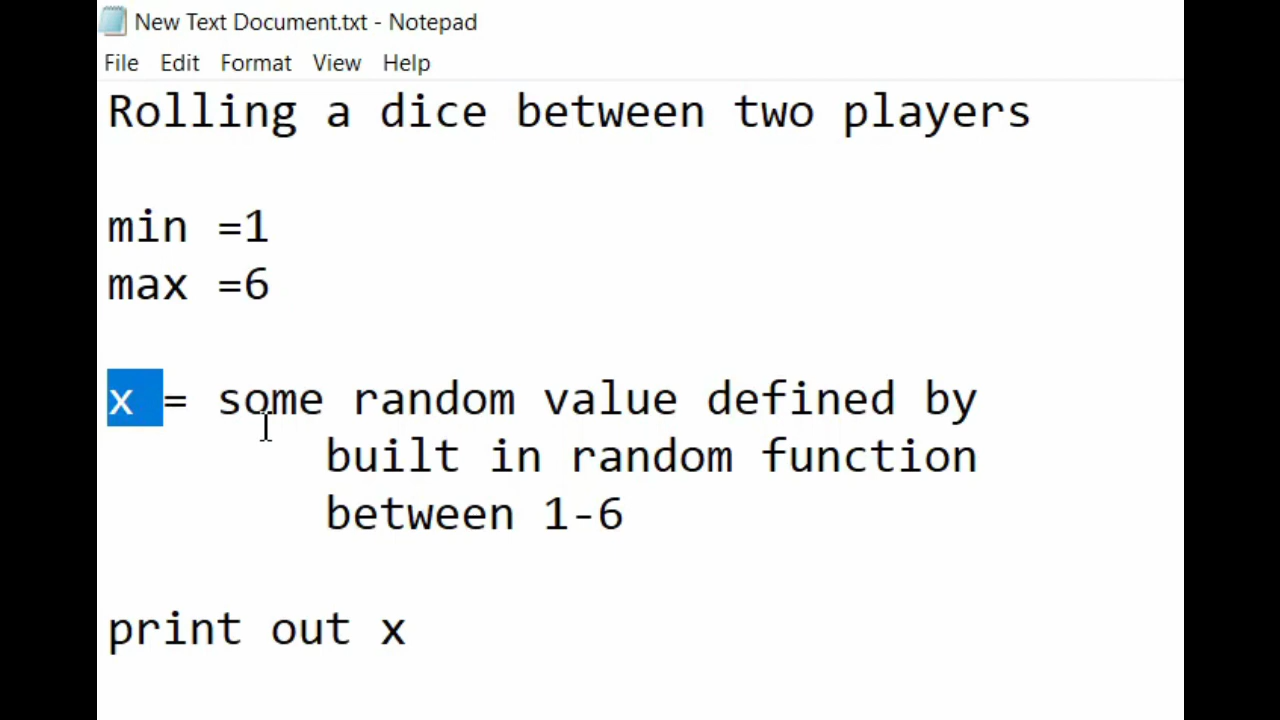 New Text Document.txt - Notepad
File Edit Format View Help
Rolling a dice between two players
min =1
max =6
x = some random value defined by
built in random function
between 1-6
print out x